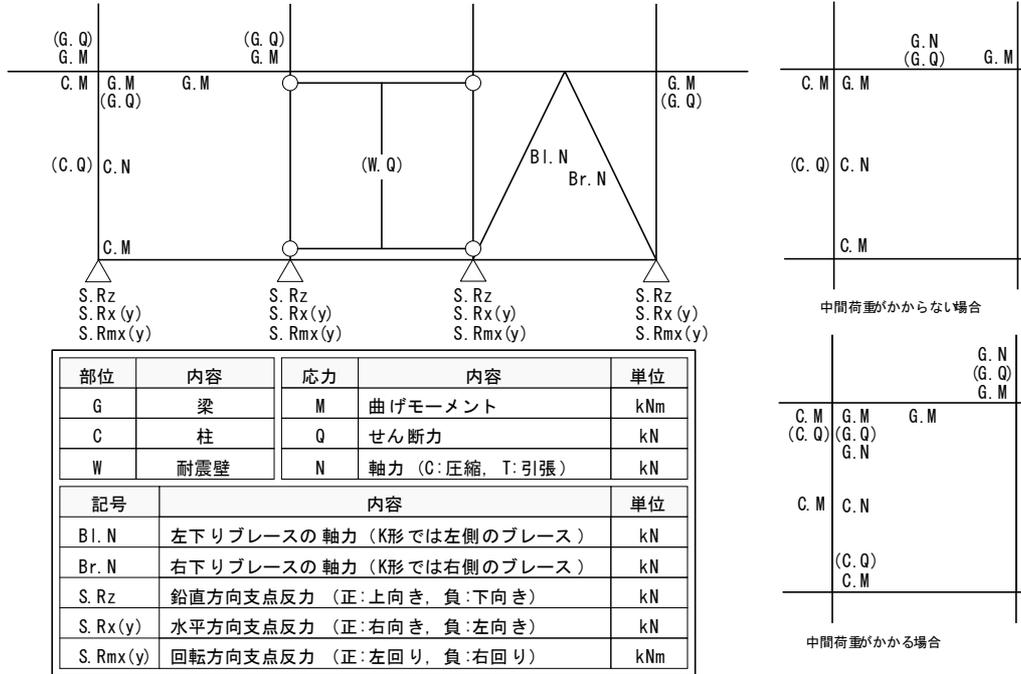 (G.Q) (G.Q)
G.M G.M
C.M G.M G.M G.M
(G.Q) (G.Q)
(C.Q) C.N (W.Q) Bl.N
Br.N
C.M
S.Rz S.Rz S.Rz S.Rz
S.Rx(y) S.Rx(y) S.Rx(y) S.Rx(y)
S.Rmx(y) S.Rmx(y) S.Rmx(y) S.Rmx(y)
部位 内容 応力 内容 単位
G 梁 M 曲げモーメント kNm
C 柱 Q せん断力 kN
W 耐震壁 N 軸力 (C:圧縮, T:引張) kN
記号 内容 単位
Bl.N 左下りブレースの軸力 (K形では左側のブレース) kN
Br.N 右下りブレースの軸力 (K形では右側のブレース) kN
S.Rz 鉛直方向支点反力 (正:上向き, 負:下向き) kN
S.Rx(y) 水平方向支点反力 (正:右向き, 負:左向き) kN
S.Rmx(y) 回転方向支点反力 (正:左回り, 負:右回り) kNm
G.N
(G.Q) G.M
C.M G.M
(C.Q) C.N
C.M
中間荷重がかからない場合
G.N
(G.Q)
G.M
C.M G.M G.M
(C.Q) (G.Q)
G.N
C.M C.N
(C.Q)
C.M
中間荷重がかかる場合